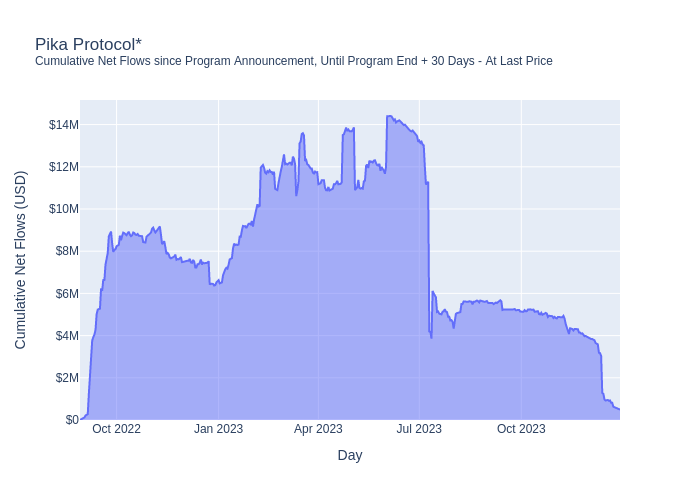 Pika Protocol*
Cumulative Net Flows since Program Announcement, Until Program End + 30 Days - At Last Price
Cumulative Net Flows (USD)
$14M
$12M
$10M
$8M
$6M
$4M
$2M
$0
Oct 2022
Jan 2023
Apr 2023
Jul 2023
Oct 2023
Day